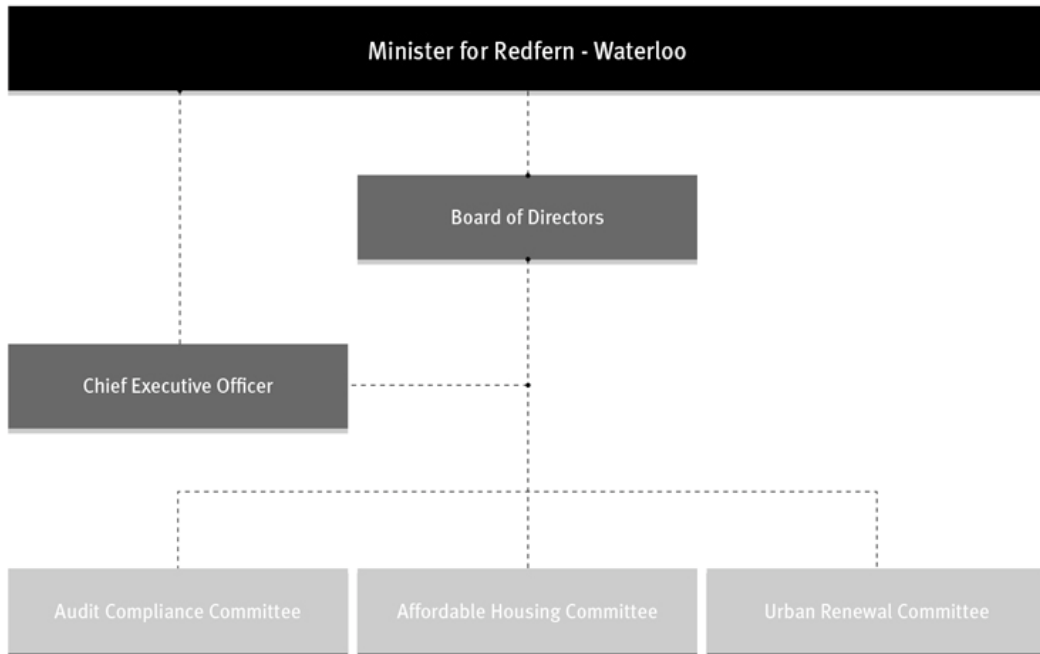 Minister for Redfern - Waterloo
Board of Directors
Chief Executive Officer
Audit Compliance Committee
Affordable Housing Committee
Urban Renewal Committee